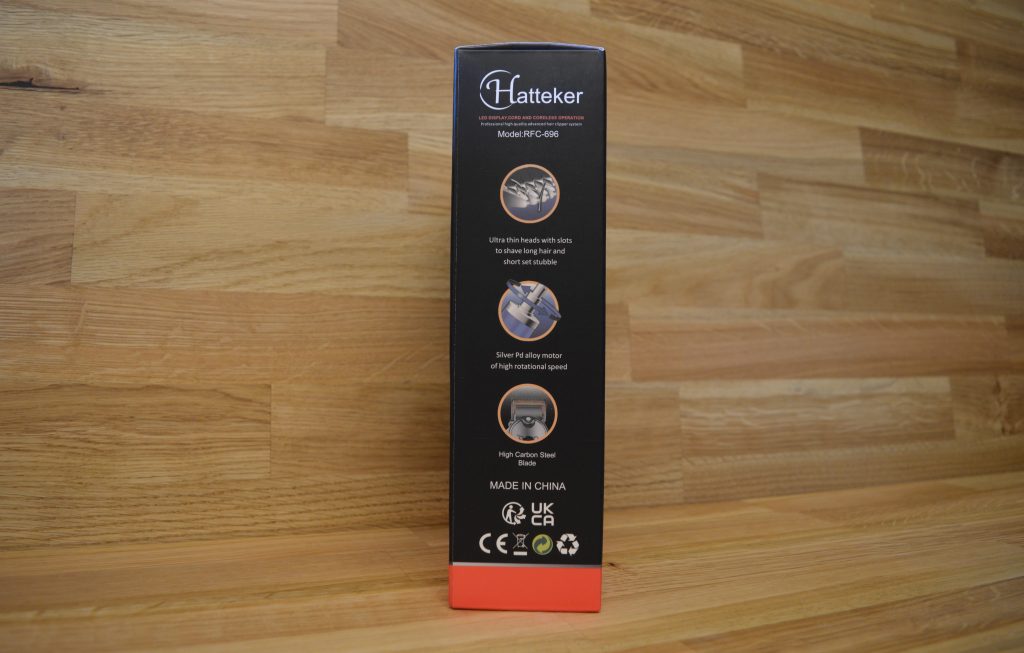 Hatteker
LED DISPLAY,CORD AND CORDLESS OPERATION
Professional high quality advanced hair clipper system
Model:RFC-696
Ultra thin heads with slots
to shave long hair and
short set stubble
Silver Pd alloy motor
of high rotational speed
High Carbon Steel
Blade
MADE IN CHINA
UK
CA
CE